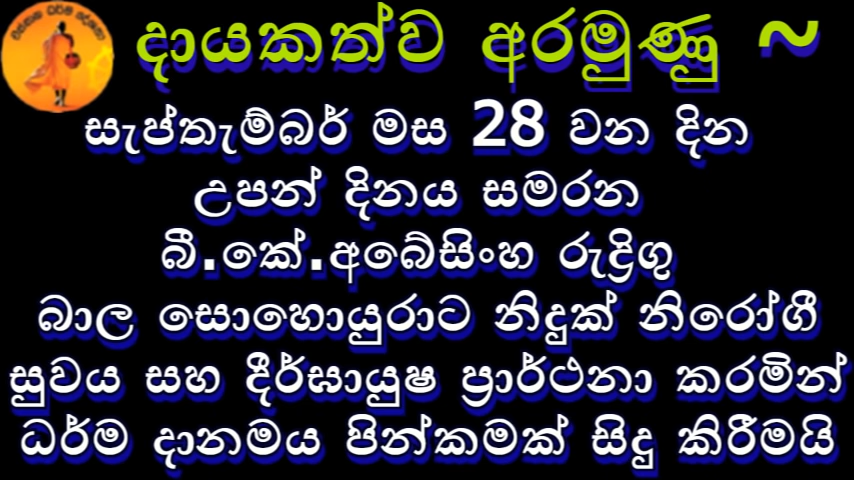 දායකත්ව අරමුණු ~
සැප්තැම්බර් මස 28 වන දින
උපන් දිනය සමරන
බී.කේ.අබේසිංහ රුද්‍රිගු
බාල සොහොයුරාට නිදුක් නිරෝගී
සුවය සහ දීර්ඝායුෂ ප්‍රාර්ථනා කරමින්
ධර්ම දානමය පින්කමක් සිදු කිරීමයි